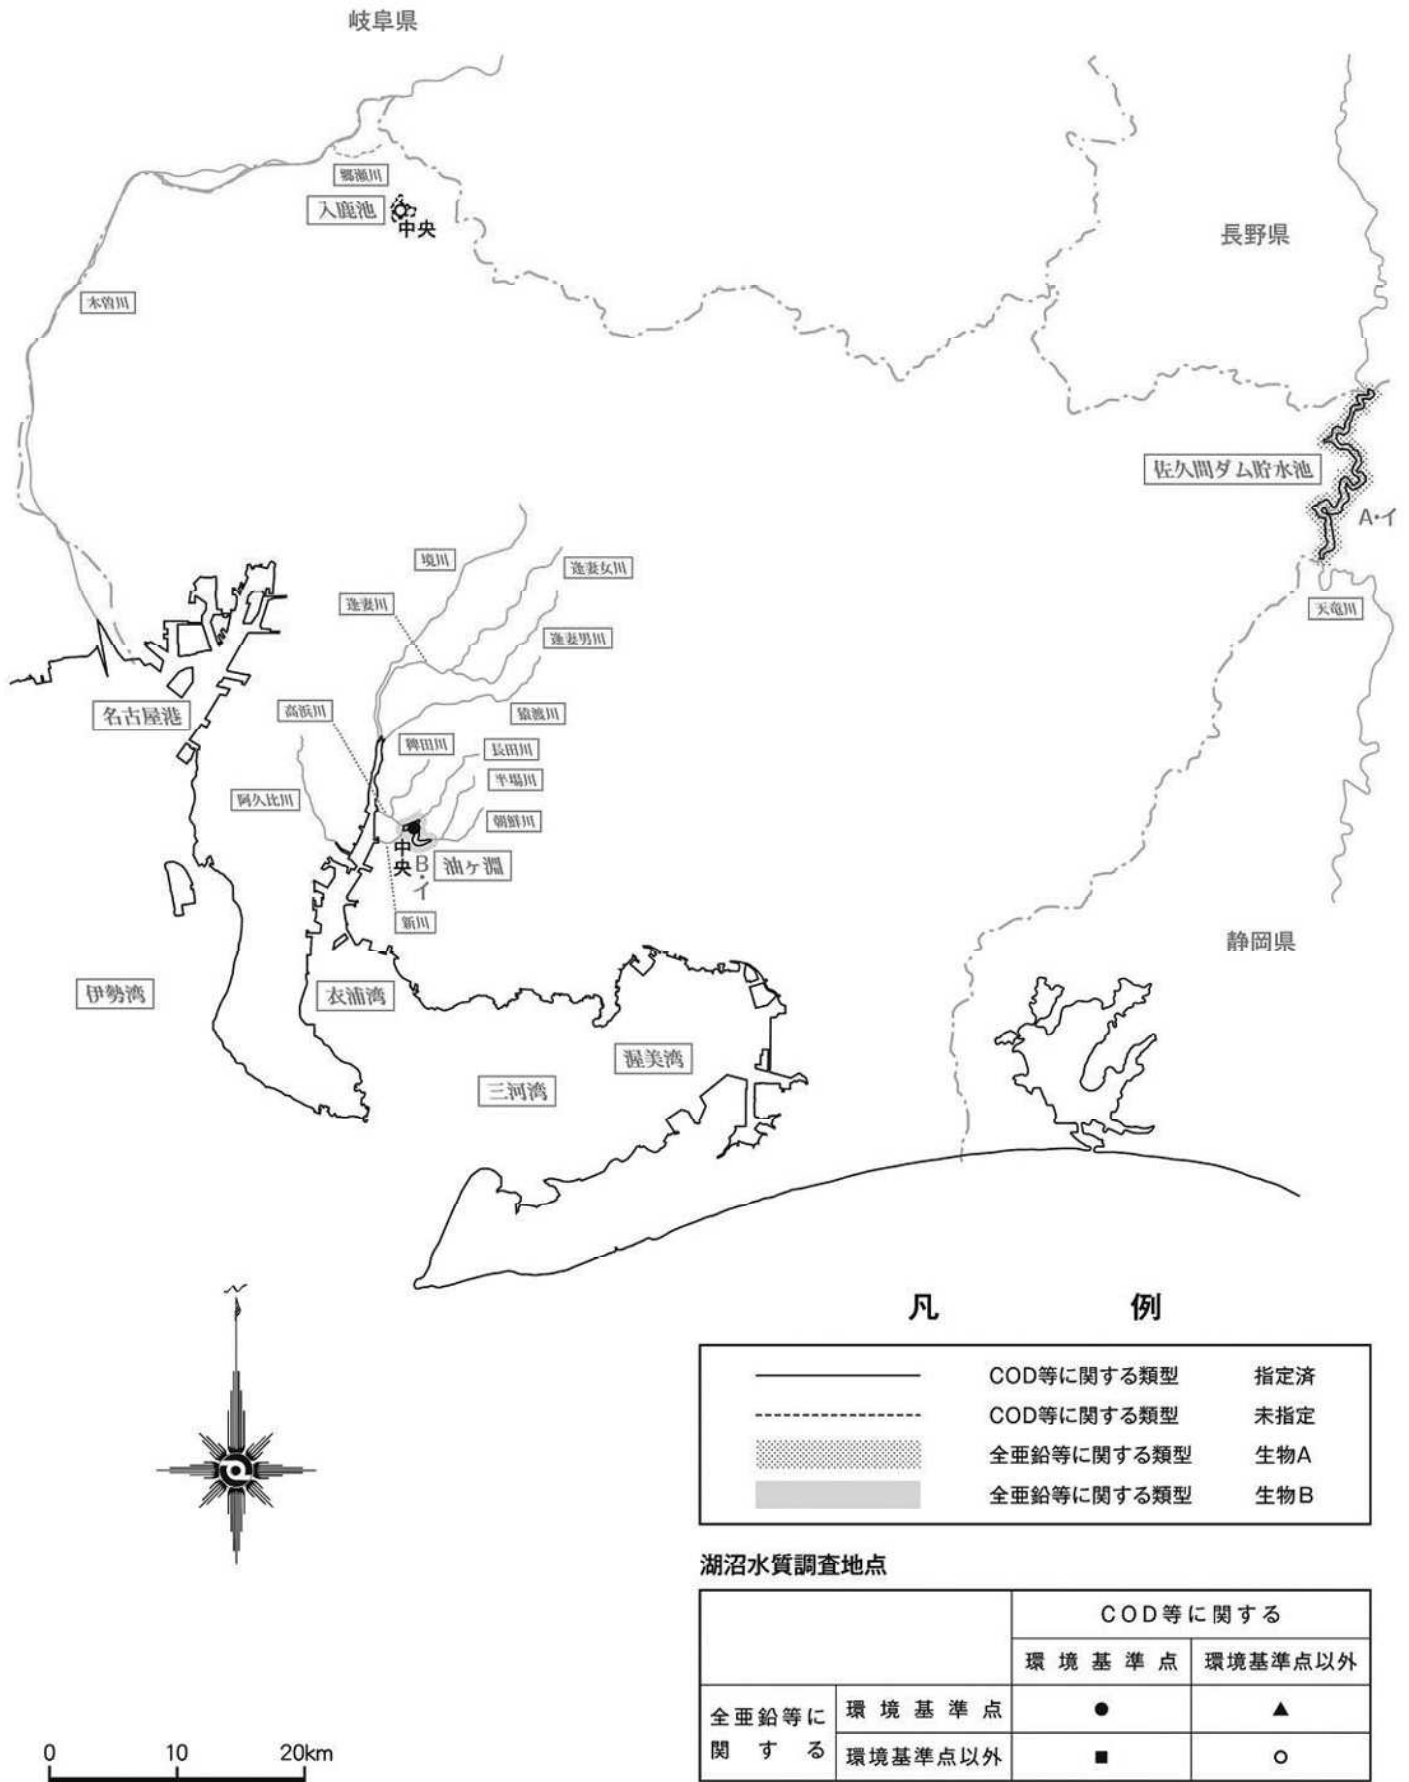 岐阜県
郷瀬川
入鹿池
中央
長野県
木曽川
佐久間ダム貯水池
A・イ
境川
逢妻女川
逢妻川
天竜川
逢妻男川
名古屋港
高浜川
猿渡川
稗田川
長田川
半場川
阿久比川
朝鮮川
中央
B・イ
油ヶ淵
新川
静岡県
伊勢湾
衣浦湾
渥美湾
三河湾
凡例
COD等に関する類型 指定済
COD等に関する類型 未指定
全亜鉛等に関する類型 生物A
全亜鉛等に関する類型 生物B
湖沼水質調査地点
COD等に関する
環境基準点 環境基準点以外
全亜鉛等に関する
環境基準点 ● ▲
環境基準点以外 ■ ○
0 10 20km